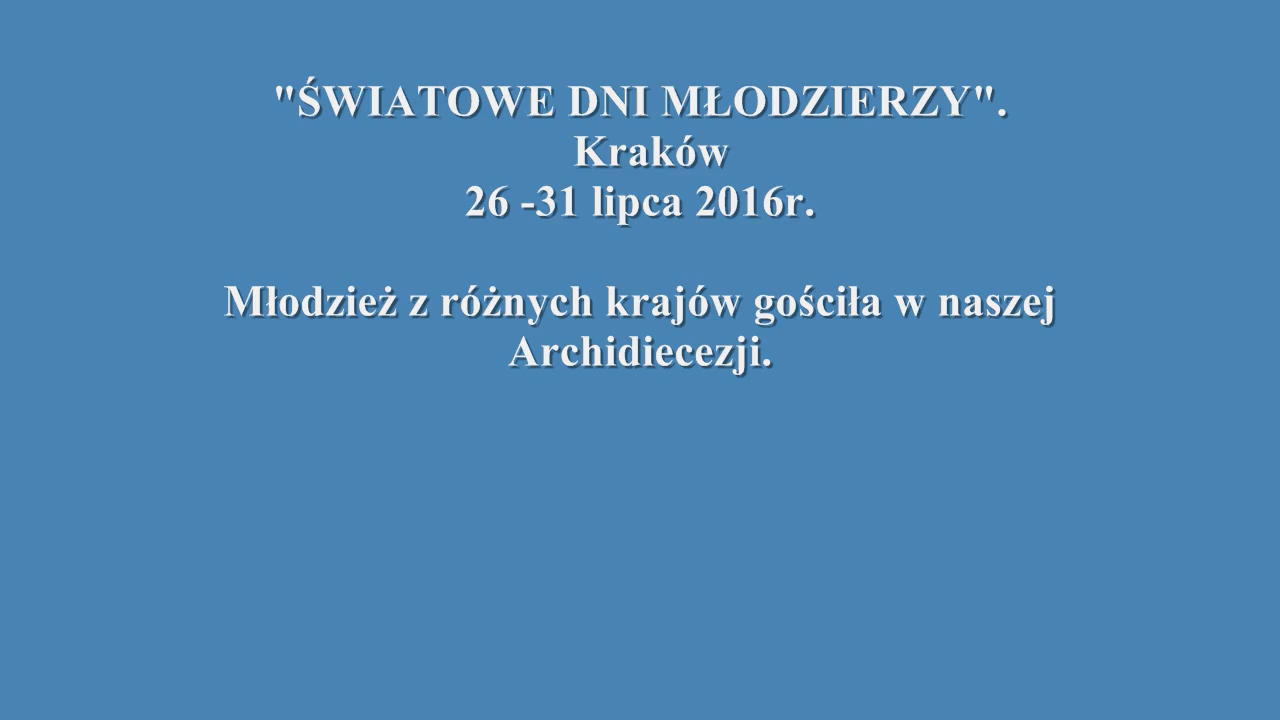 "ŚWIATOWE DNI MŁODZIERZY".
Kraków
26 -31 lipca 2016r.
Młodzież z różnych krajów gościła w naszej
Archidiecezji.